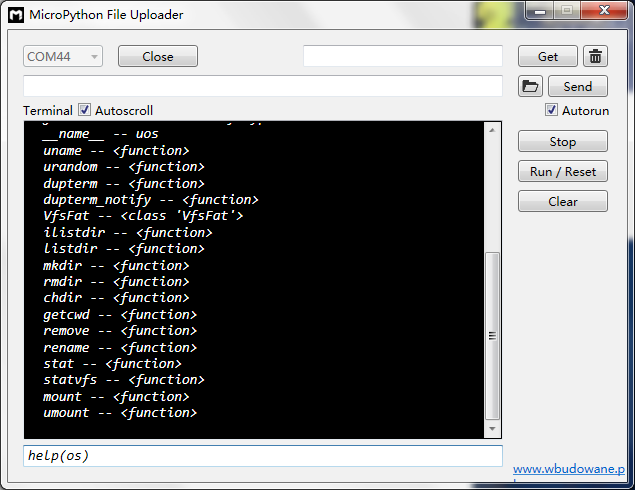 MicroPython File Uploader
COM44
Close
Get
Send
Terminal
Autoscroll
Autorun
__name__ -- uos
uname -- <function>
urandom -- <function>
dupterm -- <function>
dupterm_notify -- <function>
VfsFat -- <class 'VfsFat'>
ilistdir -- <function>
listdir -- <function>
mkdir -- <function>
rmdir -- <function>
chdir -- <function>
getcwd -- <function>
remove -- <function>
rename -- <function>
stat -- <function>
statvfs -- <function>
mount -- <function>
umount -- <function>
Stop
Run / Reset
Clear
help(os)
www.wbudowane.p